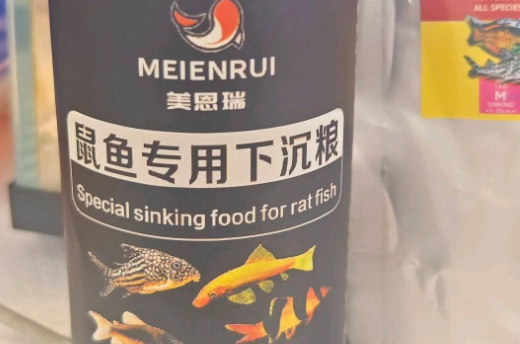 ALL SPECIES
MEIENRUI
美恩瑞
鼠鱼专用下沉粮
Special sinking food for rat fish
M
SINKING